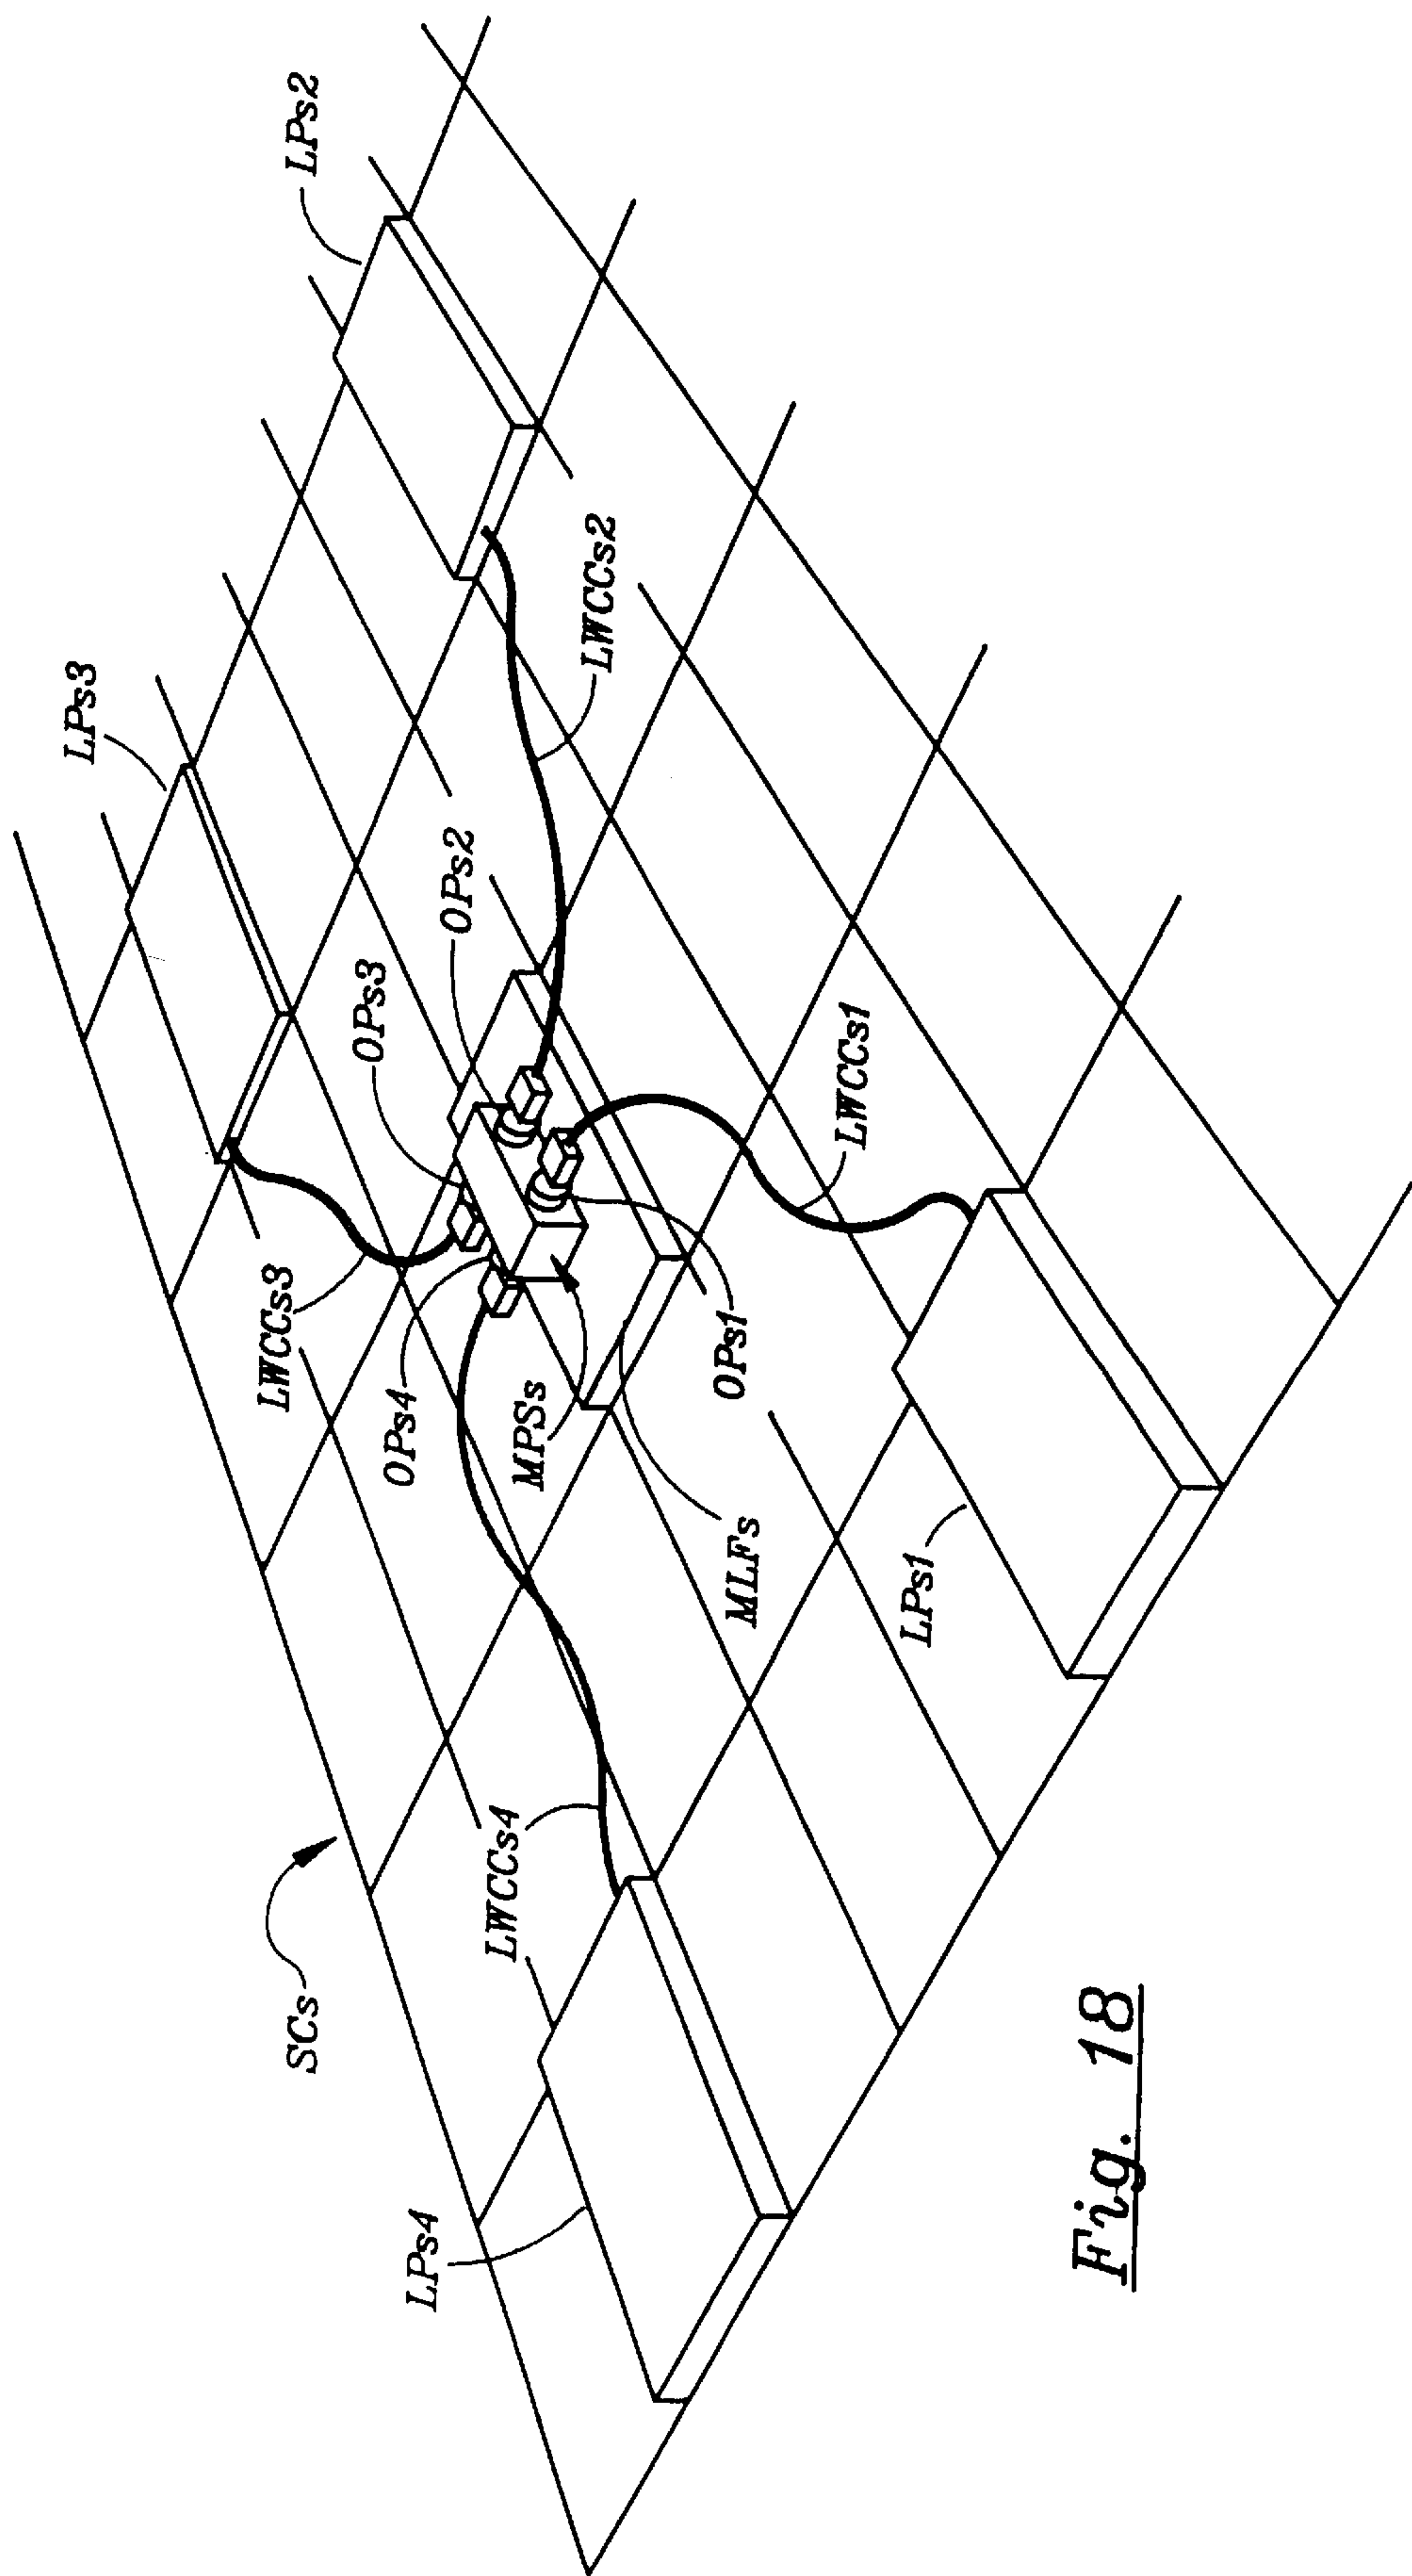 SCs
LPs4
LWCCs4
LWCCs3
LPs3
LPs2
OPs4
OPs3
OPs2
LWCCs2
MPSs
MLFs
OPs1
LWCCs1
LPs1
Fig. 18